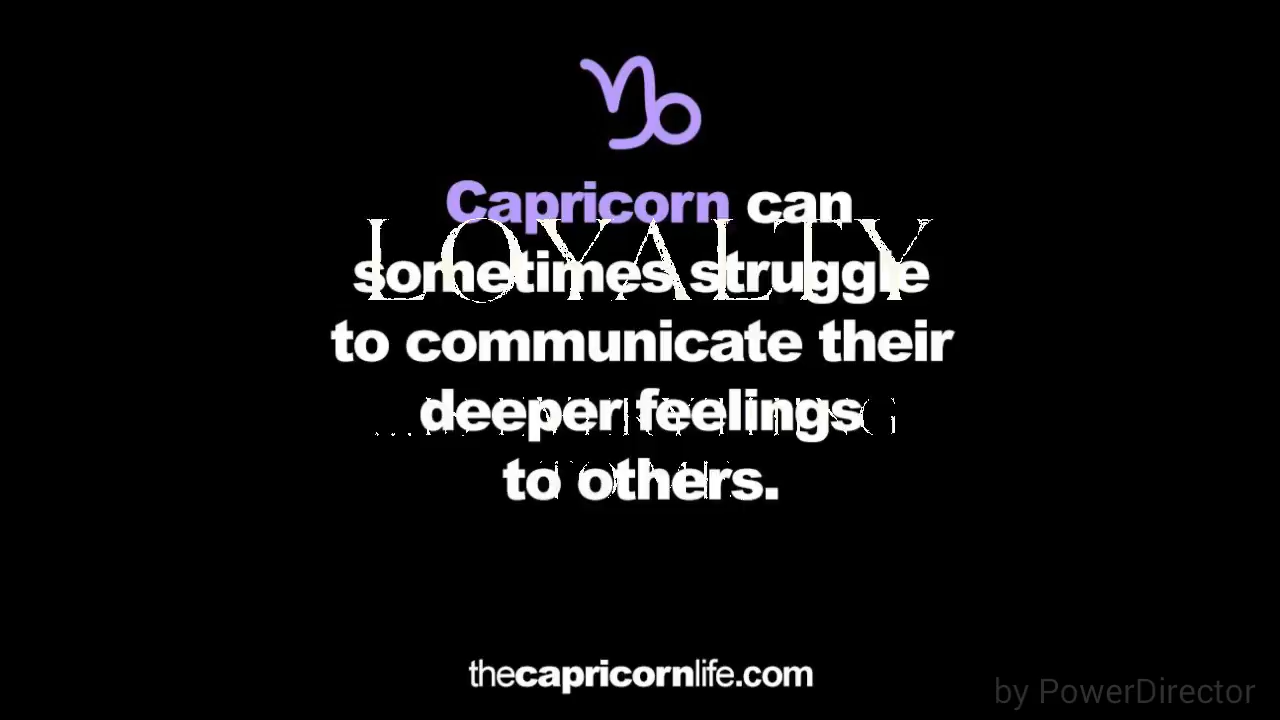 Capricorn can
LOYALTY
sometimes struggle
to communicate their
deeper feelings
to others.
thecapricornlife.com
by PowerDirector